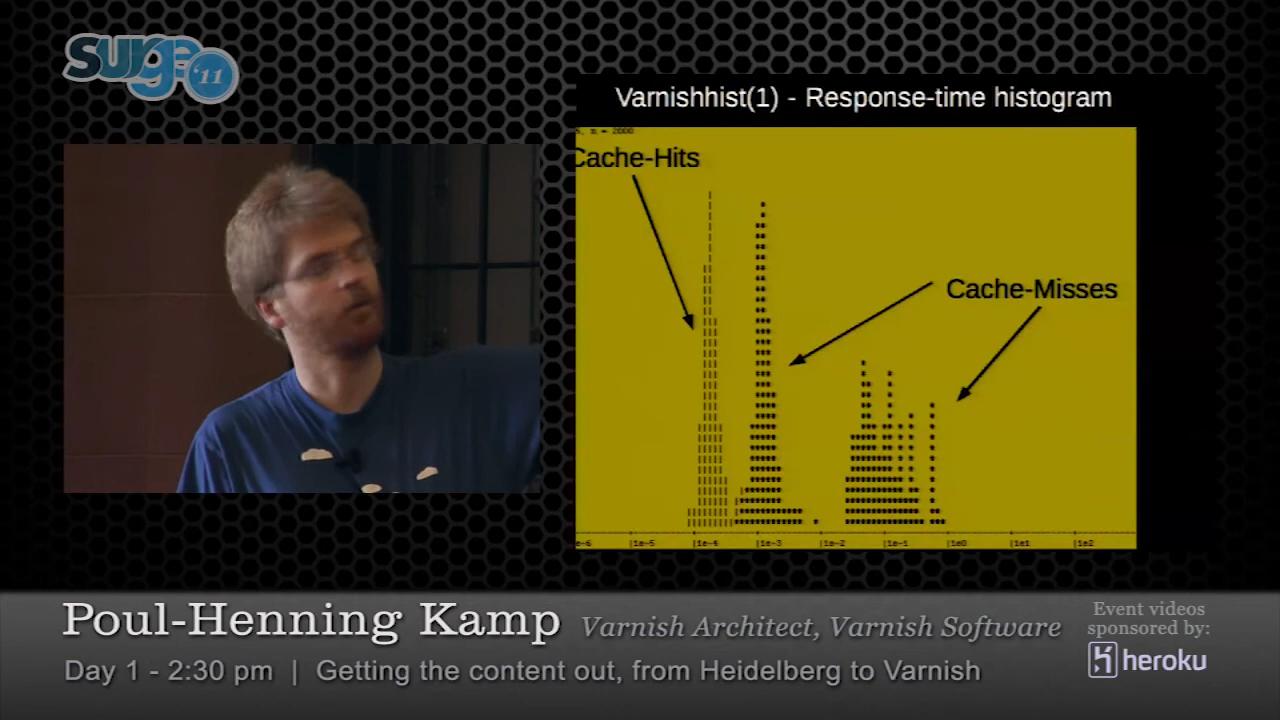 surge '11
Varnishhist(1) - Response-time histogram
5, n = 2000
Cache-Hits
Cache-Misses
e-6 |1e-5 |1e-4 |1e-3 |1e-2 |1e-1 |1e0 |1e1 |1e2
Poul-Henning Kamp Varnish Architect, Varnish Software
Day 1 - 2:30 pm | Getting the content out, from Heidelberg to Varnish
Event videos
sponsored by:
heroku